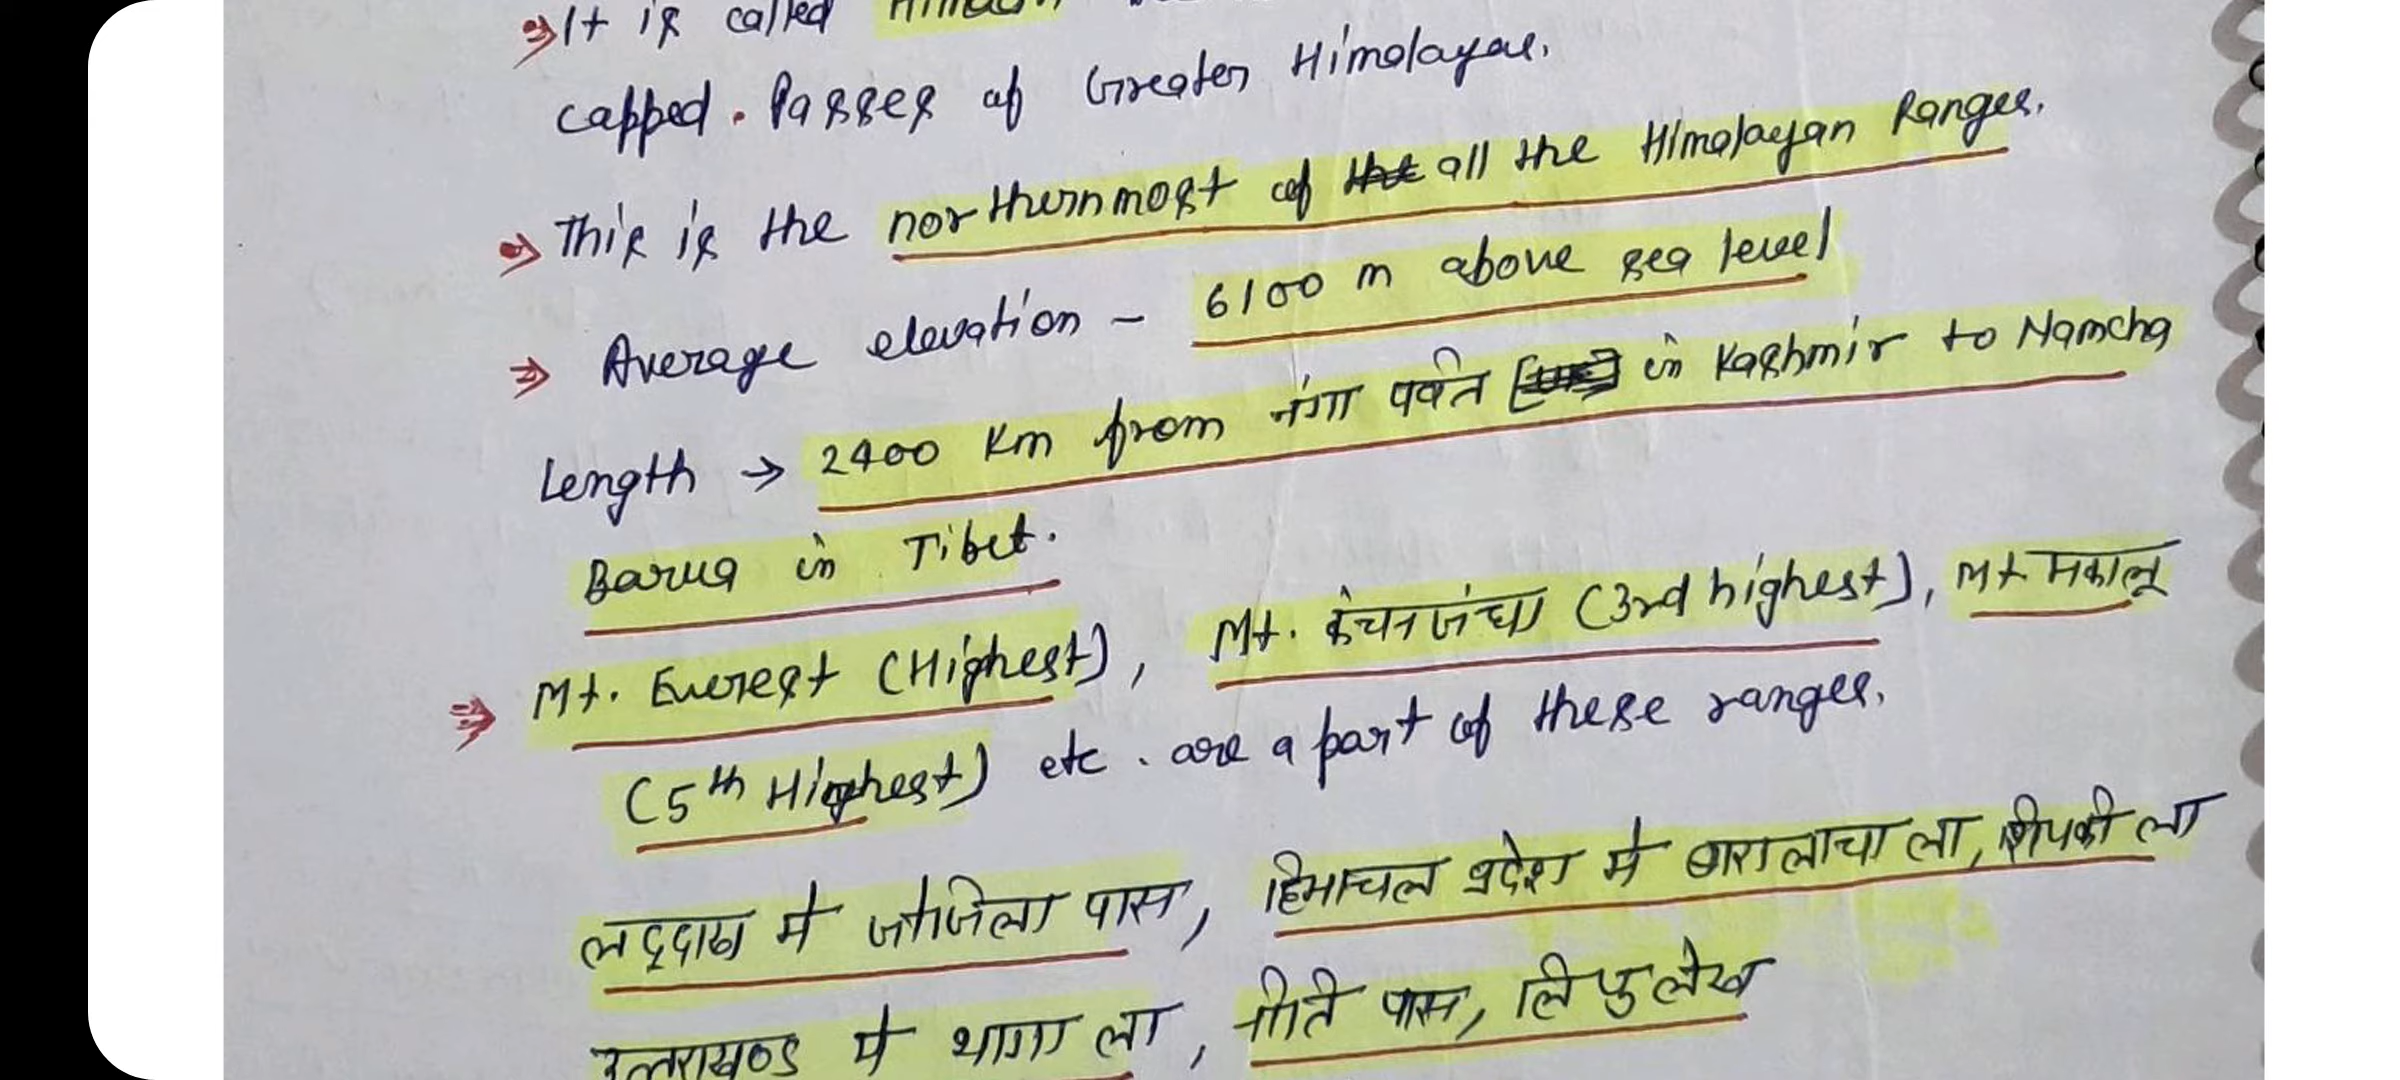 ⇒ It is called Himadri
capped. Passes of Greater Himalayas.
⇒ This is the northernmost of the all the Himalayan Ranges.
⇒ Average elevation - 6100 m above sea level
Length → 2400 Km from नंगा पर्वत in Kashmir to Namcha
Barua in Tibet.
⇒ Mt. Everest (Highest), Mt. कंचनजंघा (3rd highest), Mt मकालू
(5th Highest) etc. are a part of these ranges.
लद्दाख में जोजिला पास, हिमाचल प्रदेश में बारालाचा ला, शीपकी ला
उत्तराखण्ड में थागा ला, नीति पास, लिपुलेख